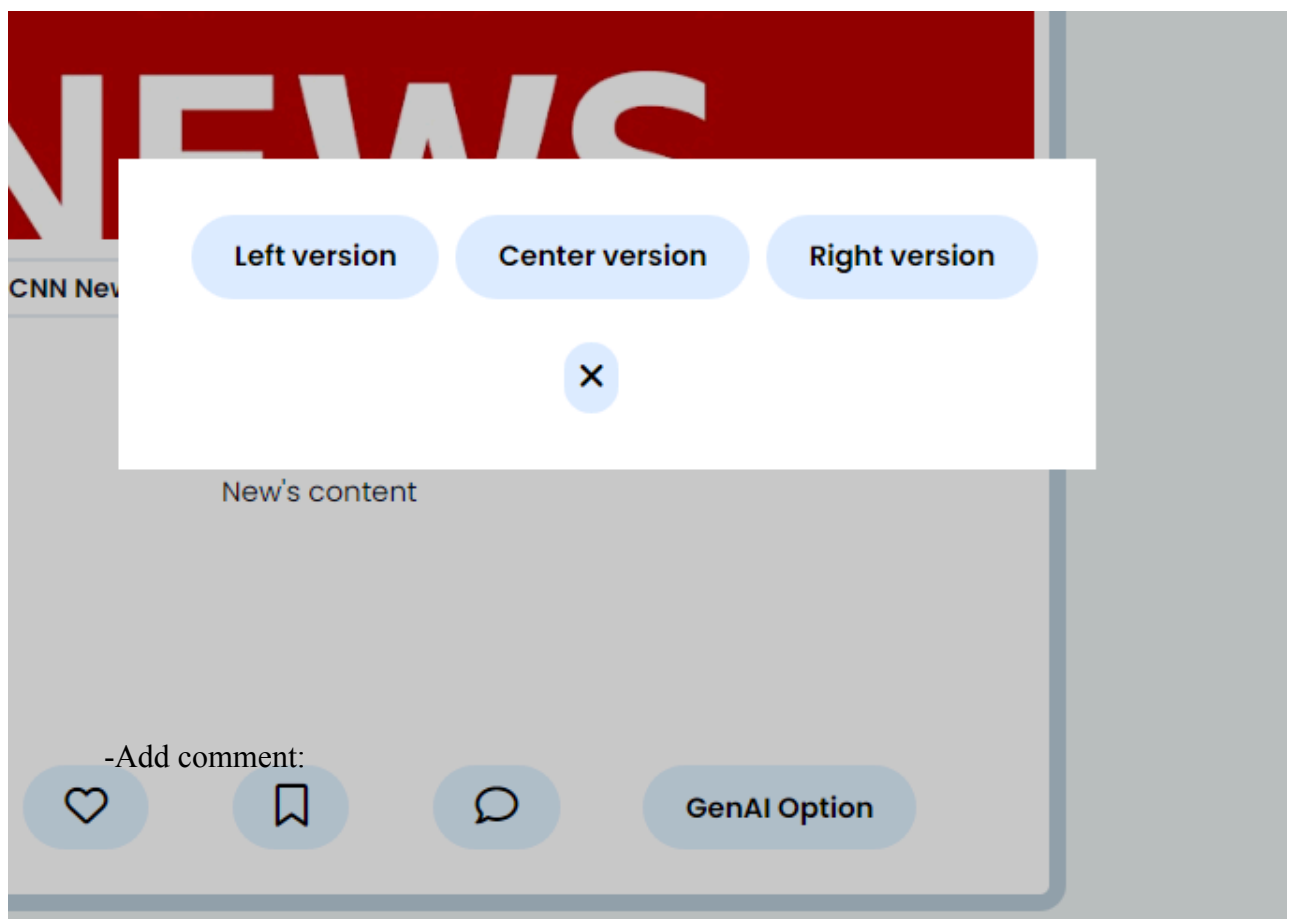 NEWS
Left version Center version Right version
CNN Nev
×
New's content
-Add comment:
GenAI Option